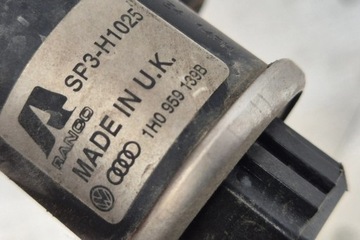 SP3-H1025
RANCO
MADE IN U.K.
1H0 959 139B